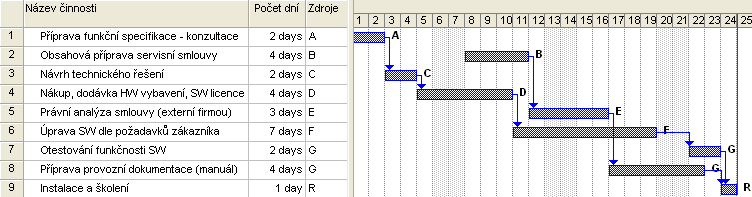 Název činnosti Počet dní Zdroje 1 2 3 4 5 6 7 8 9 10 11 12 13 14 15 16 17 18 19 20 21 22 23 24 25
1 Příprava funkční specifikace - konzultace 2 days A A
2 Obsahová příprava servisní smlouvy 4 days B B
3 Návrh technického řešení 2 days C C
4 Nákup, dodávka HW vybavení, SW licence 4 days D D
5 Právní analýza smlouvy (externí firmou) 3 days E E
6 Úprava SW dle požadavků zákazníka 7 days F F
7 Otestování funkčnosti SW 2 days G G
8 Příprava provozní dokumentace (manuál) 4 days G G
9 Instalace a školení 1 day R R